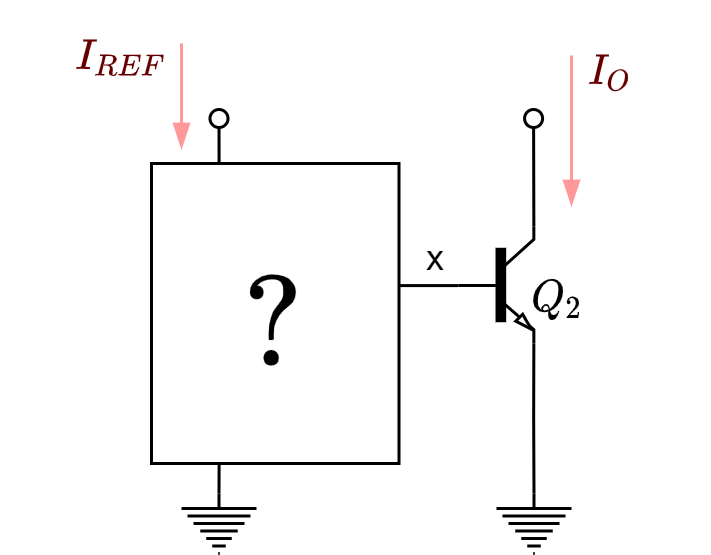 I_REF
I_O
x
?
Q_2